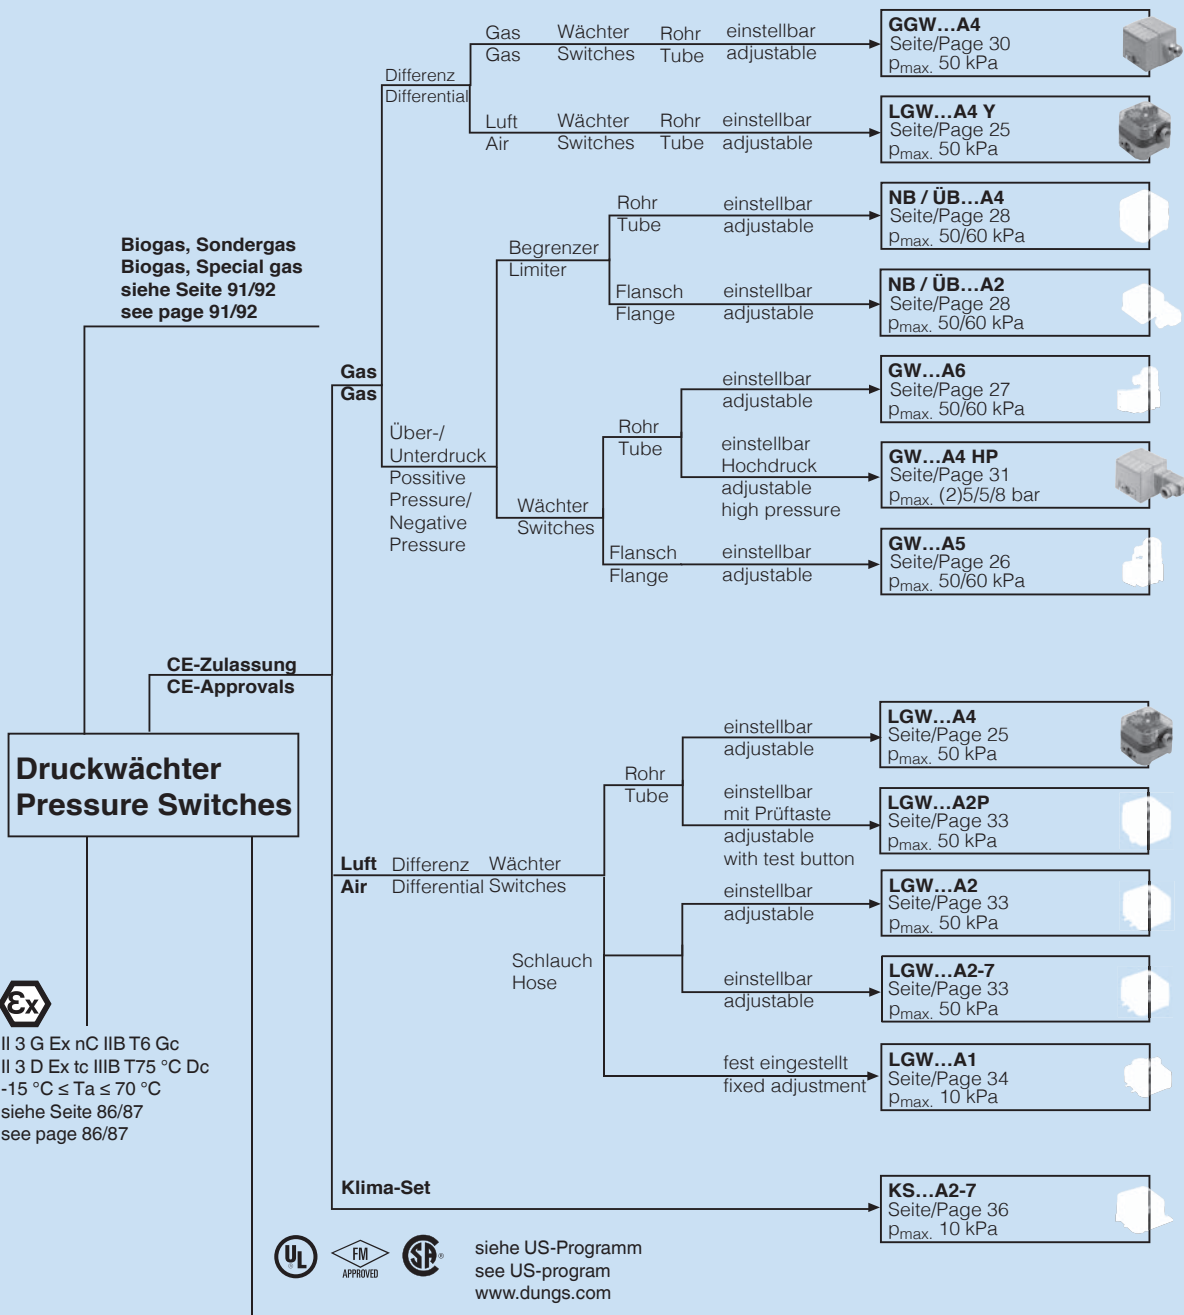 Gas Wächter Rohr einstellbar
Gas Switches Tube adjustable
GGW...A4
Seite/Page 30
pmax. 50 kPa
Differenz
Differential
Luft Wächter Rohr einstellbar
Air Switches Tube adjustable
LGW...A4 Y
Seite/Page 25
pmax. 50 kPa
Rohr einstellbar
Tube adjustable
NB / ÜB...A4
Seite/Page 28
pmax. 50/60 kPa
Biogas, Sondergas
Biogas, Special gas
siehe Seite 91/92
see page 91/92
Begrenzer
Limiter
Flansch einstellbar
Flange adjustable
NB / ÜB...A2
Seite/Page 28
pmax. 50/60 kPa
Gas
Gas
einstellbar
adjustable
GW...A6
Seite/Page 27
pmax. 50/60 kPa
Über-/
Unterdruck
Possitive
Pressure/
Negative
Pressure
Rohr
Tube
einstellbar
Hochdruck
adjustable
high pressure
GW...A4 HP
Seite/Page 31
pmax. (2)5/5/8 bar
Wächter
Switches
Flansch einstellbar
Flange adjustable
GW...A5
Seite/Page 26
pmax. 50/60 kPa
CE-Zulassung
CE-Approvals
Druckwächter
Pressure Switches
einstellbar
adjustable
LGW...A4
Seite/Page 25
pmax. 50 kPa
Rohr
Tube
einstellbar
mit Prüftaste
adjustable
with test button
LGW...A2P
Seite/Page 33
pmax. 50 kPa
Luft Differenz Wächter
Air Differential Switches
einstellbar
adjustable
LGW...A2
Seite/Page 33
pmax. 50 kPa
Schlauch
Hose
einstellbar
adjustable
LGW...A2-7
Seite/Page 33
pmax. 50 kPa
fest eingestellt
fixed adjustment
LGW...A1
Seite/Page 34
pmax. 10 kPa
Ex
II 3 G Ex nC IIB T6 Gc
II 3 D Ex tc IIIB T75 °C Dc
-15 °C ≤ Ta ≤ 70 °C
siehe Seite 86/87
see page 86/87
Klima-Set
KS...A2-7
Seite/Page 36
pmax. 10 kPa
UL
FM
APPROVED
SA
siehe US-Programm
see US-program
www.dungs.com